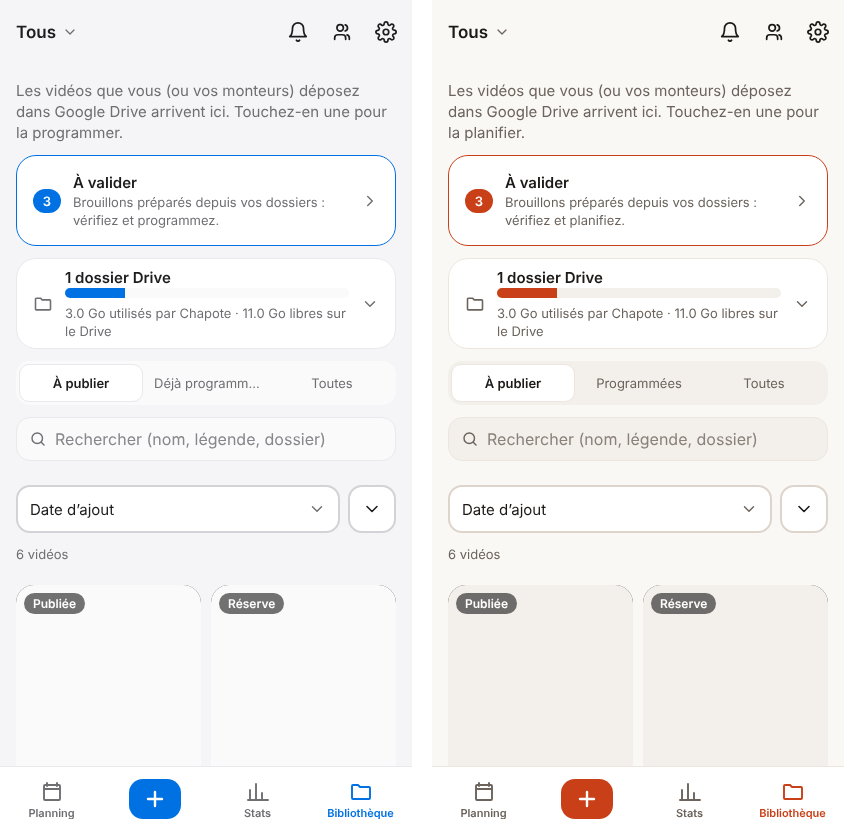 Tous
Les vidéos que vous (ou vos monteurs) déposez
dans Google Drive arrivent ici. Touchez-en une pour
la programmer.
3
À valider
Brouillons préparés depuis vos dossiers :
vérifiez et programmez.
1 dossier Drive
3.0 Go utilisés par Chapote · 11.0 Go libres sur
le Drive
À publier
Déjà programm...
Toutes
Rechercher (nom, légende, dossier)
Date d’ajout
6 vidéos
Publiée
Réserve
Planning
Stats
Bibliothèque
Tous
Les vidéos que vous (ou vos monteurs) déposez
dans Google Drive arrivent ici. Touchez-en une pour
la planifier.
3
À valider
Brouillons préparés depuis vos dossiers :
vérifiez et planifiez.
1 dossier Drive
3.0 Go utilisés par Chapote · 11.0 Go libres sur
le Drive
À publier
Programmées
Toutes
Rechercher (nom, légende, dossier)
Date d’ajout
6 vidéos
Publiée
Réserve
Planning
Stats
Bibliothèque